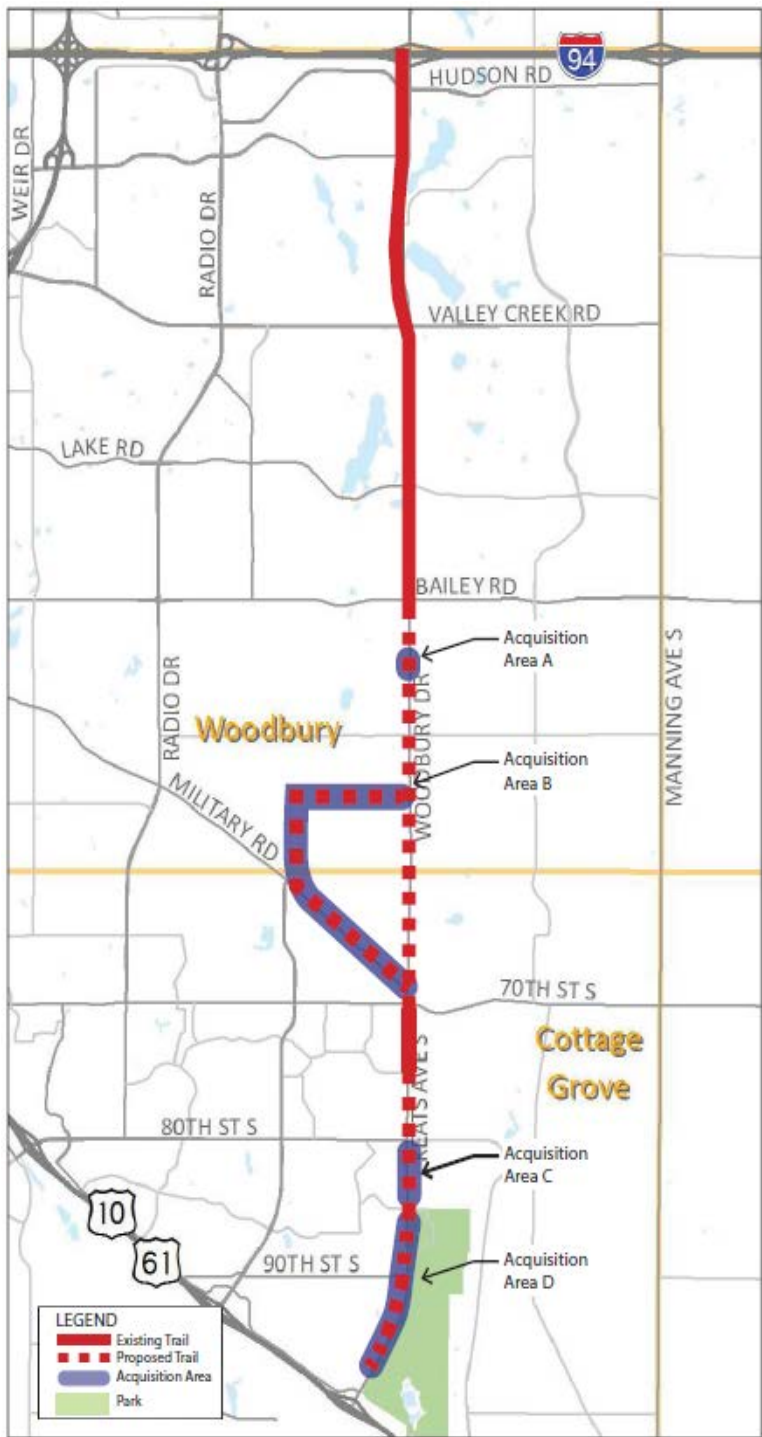 94
HUDSON RD
WEIR DR
RADIO DR
VALLEY CREEK RD
LAKE RD
BAILEY RD
Acquisition
Area A
WOODBURY DR
RADIO DR
Woodbury
MANNING AVE S
Acquisition
Area B
MILITARY RD
70TH ST S
Cottage
Grove
KEATS AVE S
80TH ST S
Acquisition
Area C
10
61
90TH ST S
Acquisition
Area D
LEGEND
Existing Trail
Proposed Trail
Acquisition Area
Park